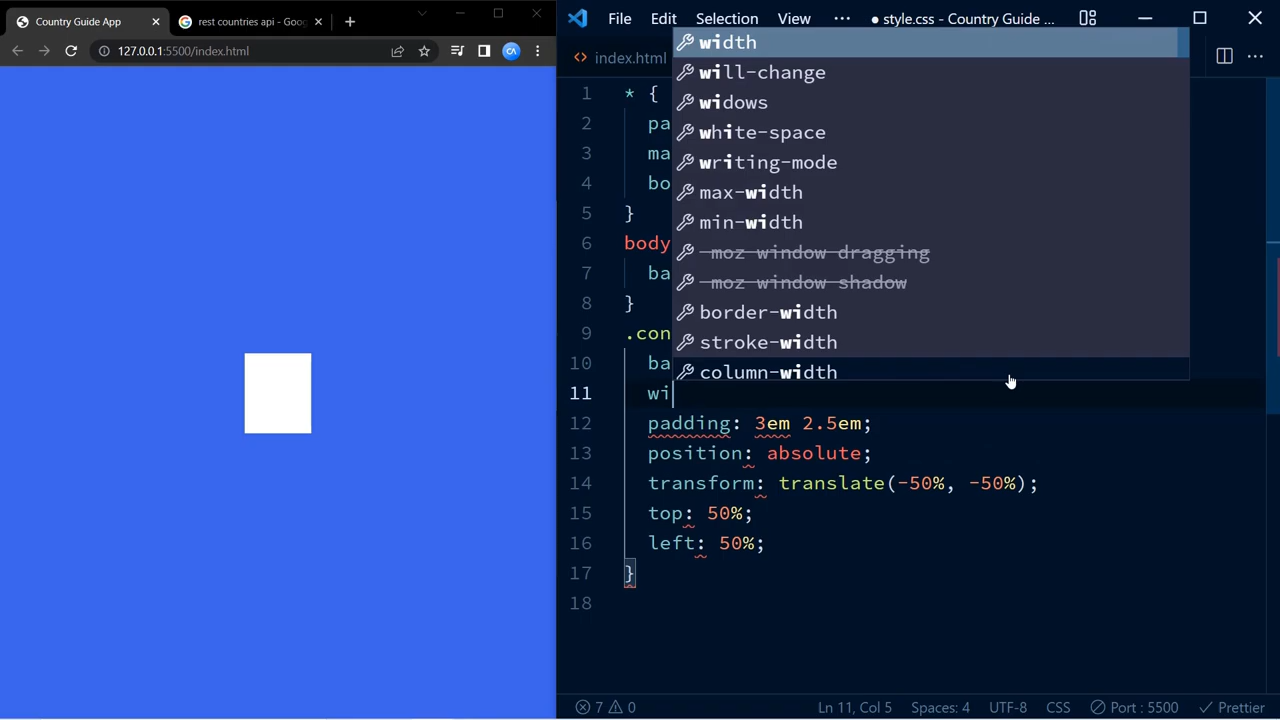 Country Guide App
rest countries api - Goo
127.0.0.1:5500/index.html
CA
File Edit Selection View ··· ● style.css - Country Guide ...
<> index.html
width
will-change
widows
white-space
writing-mode
max-width
min-width
-moz-window-dragging
-moz-window-shadow
border-width
stroke-width
column-width
1 * {
2 pa
3 ma
4 bo
5 }
6 body
7 ba
8 }
9 .con
10 ba
11 wi
12 padding: 3em 2.5em;
13 position: absolute;
14 transform: translate(-50%, -50%);
15 top: 50%;
16 left: 50%;
17 }
18
7 0 Ln 11, Col 5 Spaces: 4 UTF-8 CSS Port : 5500 Prettier